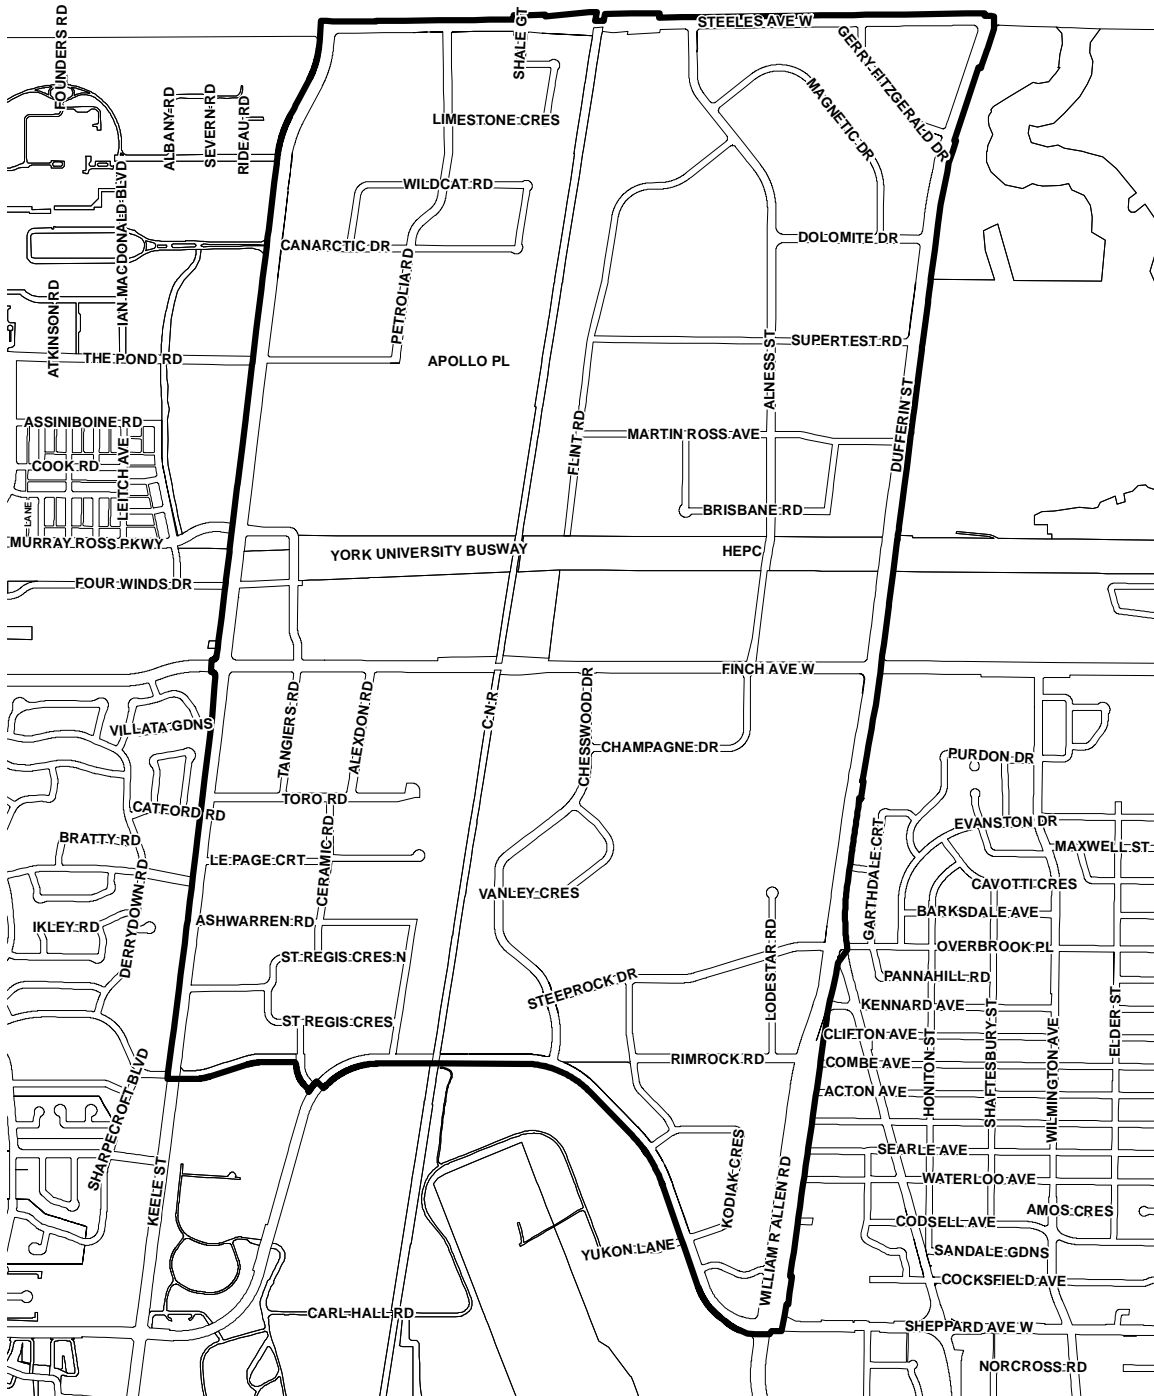 STEELES AVE W
FOUNDERS RD
SHALE GT
GERRY FITZGERALD DR
MAGNETIC DR
ALBANY RD
SEVERN RD
RIDEAU RD
LIMESTONE CRES
WILDCAT RD
IAN MACDONALD BLVD
CANARCTIC DR
DOLOMITE DR
PETROLIA RD
ATKINSON RD
THE POND RD
APOLLO PL
ALNESS ST
SUPERTEST RD
DUFFERIN ST
ASSINIBOINE RD
LEITCH AVE
COOK RD
FLINT RD
MARTIN ROSS AVE
LANE
BRISBANE RD
MURRAY ROSS PKWY
YORK UNIVERSITY BUSWAY
HEPC
FOUR WINDS DR
FINCH AVE W
VILLATA GDNS
TANGIERS RD
ALEXDON RD
C N R
CHESSWOOD DR
CHAMPAGNE DR
PURDON DR
TORO RD
CATFORD RD
EVANSTON DR
BRATTY RD
MAXWELL ST
LE PAGE CRT
CERAMIC RD
GARTHDALE CRT
VANLEY CRES
CAVOTTI CRES
DERRYDOWN RD
IKLEY RD
ASHWARREN RD
BARKSDALE AVE
LODESTAR RD
OVERBROOK PL
ST REGIS CRES N
STEEPROCK DR
PANNAHILL RD
KENNARD AVE
ST REGIS CRES
CLIFTON AVE
ELDER ST
RIMROCK RD
COMBE AVE
HONITON ST
SHAFTESBURY ST
WILMINGTON AVE
ACTON AVE
SHARPECROFT BLVD
SEARLE AVE
KODIAK CRES
WATERLOO AVE
KEELE ST
WILLIAM R ALLEN RD
CODSELL AVE
AMOS CRES
YUKON LANE
SANDALE GDNS
COCKSFIELD AVE
CARL HALL RD
SHEPPARD AVE W
NORCROSS RD